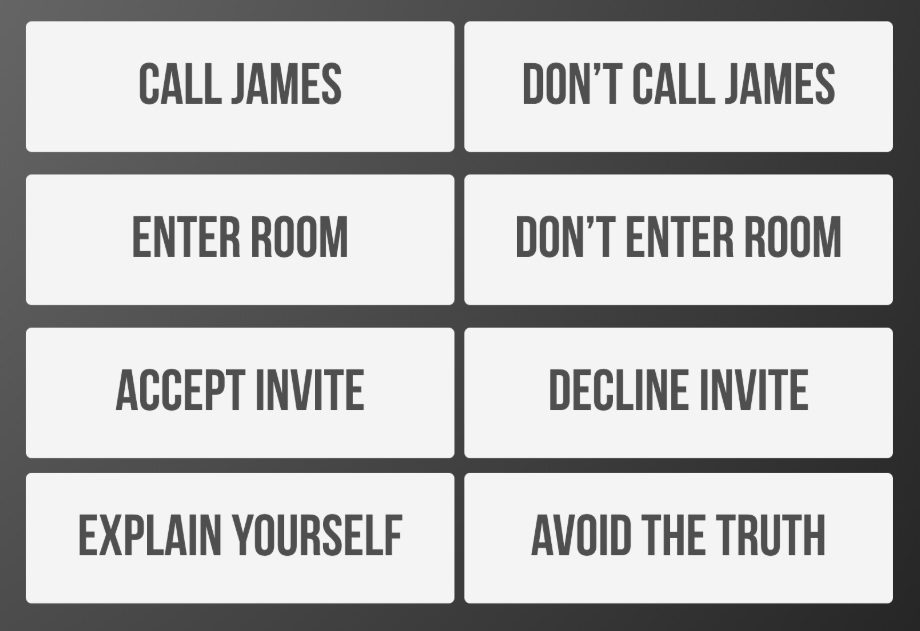 CALL JAMES
DON’T CALL JAMES
ENTER ROOM
DON’T ENTER ROOM
ACCEPT INVITE
DECLINE INVITE
EXPLAIN YOURSELF
AVOID THE TRUTH